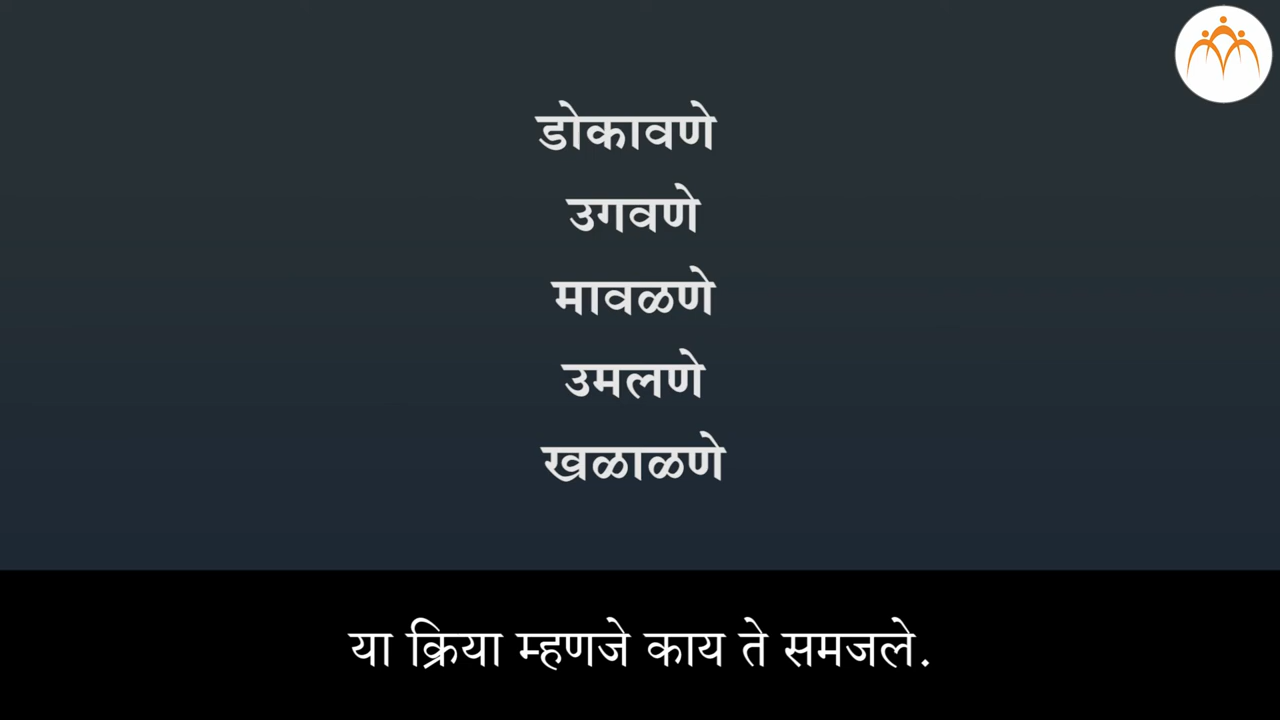 डोकावणे
उगवणे
मावळणे
उमलणे
खळाळणे
या क्रिया म्हणजे काय ते समजले.